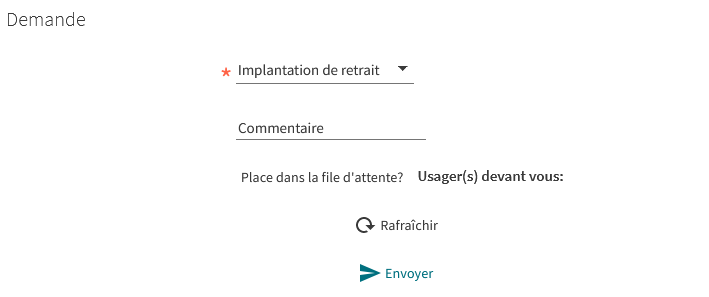 Demande
* Implantation de retrait
Commentaire
Place dans la file d'attente? Usager(s) devant vous:
Rafraîchir
Envoyer